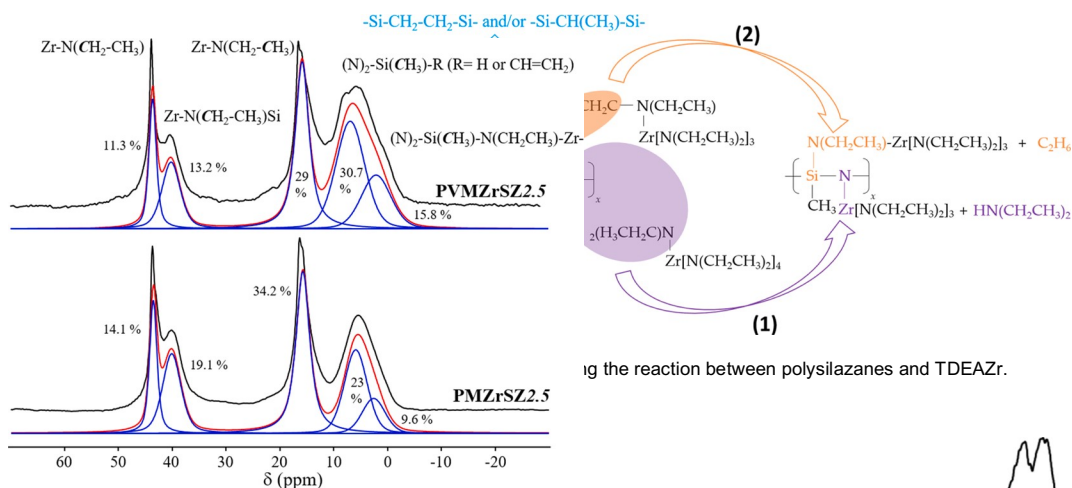 -Si-CH₂-CH₂-Si- and/or -Si-CH(CH₃)-Si-
Zr-N(CH₂-CH₃)
Zr-N(CH₂-CH₃)
(N)₂-Si(CH₃)-R (R= H or CH=CH₂)
Zr-N(CH₂-CH₃)Si
(N)₂-Si(CH₃)-N(CH₂CH₃)-Zr-
11.3 %
13.2 %
29 %
30.7 %
15.8 %
PVMZrSZ2.5
14.1 %
19.1 %
34.2 %
23 %
9.6 %
PMZrSZ2.5
60 50 40 30 20 10 0 -10 -20
δ (ppm)
(2)
CH₂C
N(CH₂CH₃)
Zr[N(CH₂CH₃)₂]₃
x
₂(H₃CH₂C)N
Zr[N(CH₂CH₃)₂]₄
N(CH₂CH₃)-Zr[N(CH₂CH₃)₂]₃ + C₂H₆
Si N x
CH₃ Zr[N(CH₂CH₃)₂]₃ + HN(CH₂CH₃)₂
(1)
the reaction between polysilazanes and TDEAZr.